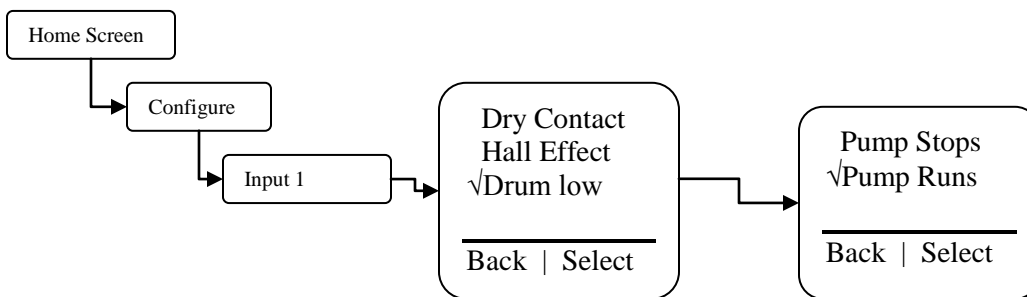 Home Screen
Configure
Input 1
Dry Contact
Hall Effect
√Drum low
Back | Select
Pump Stops
√Pump Runs
Back | Select